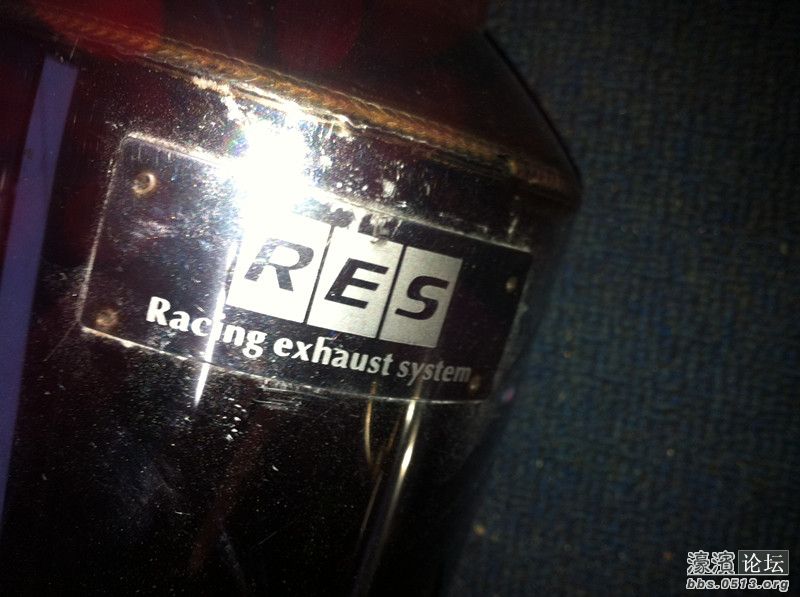 RES
Racing exhaust system
濠滨论坛
bbs.0513.org